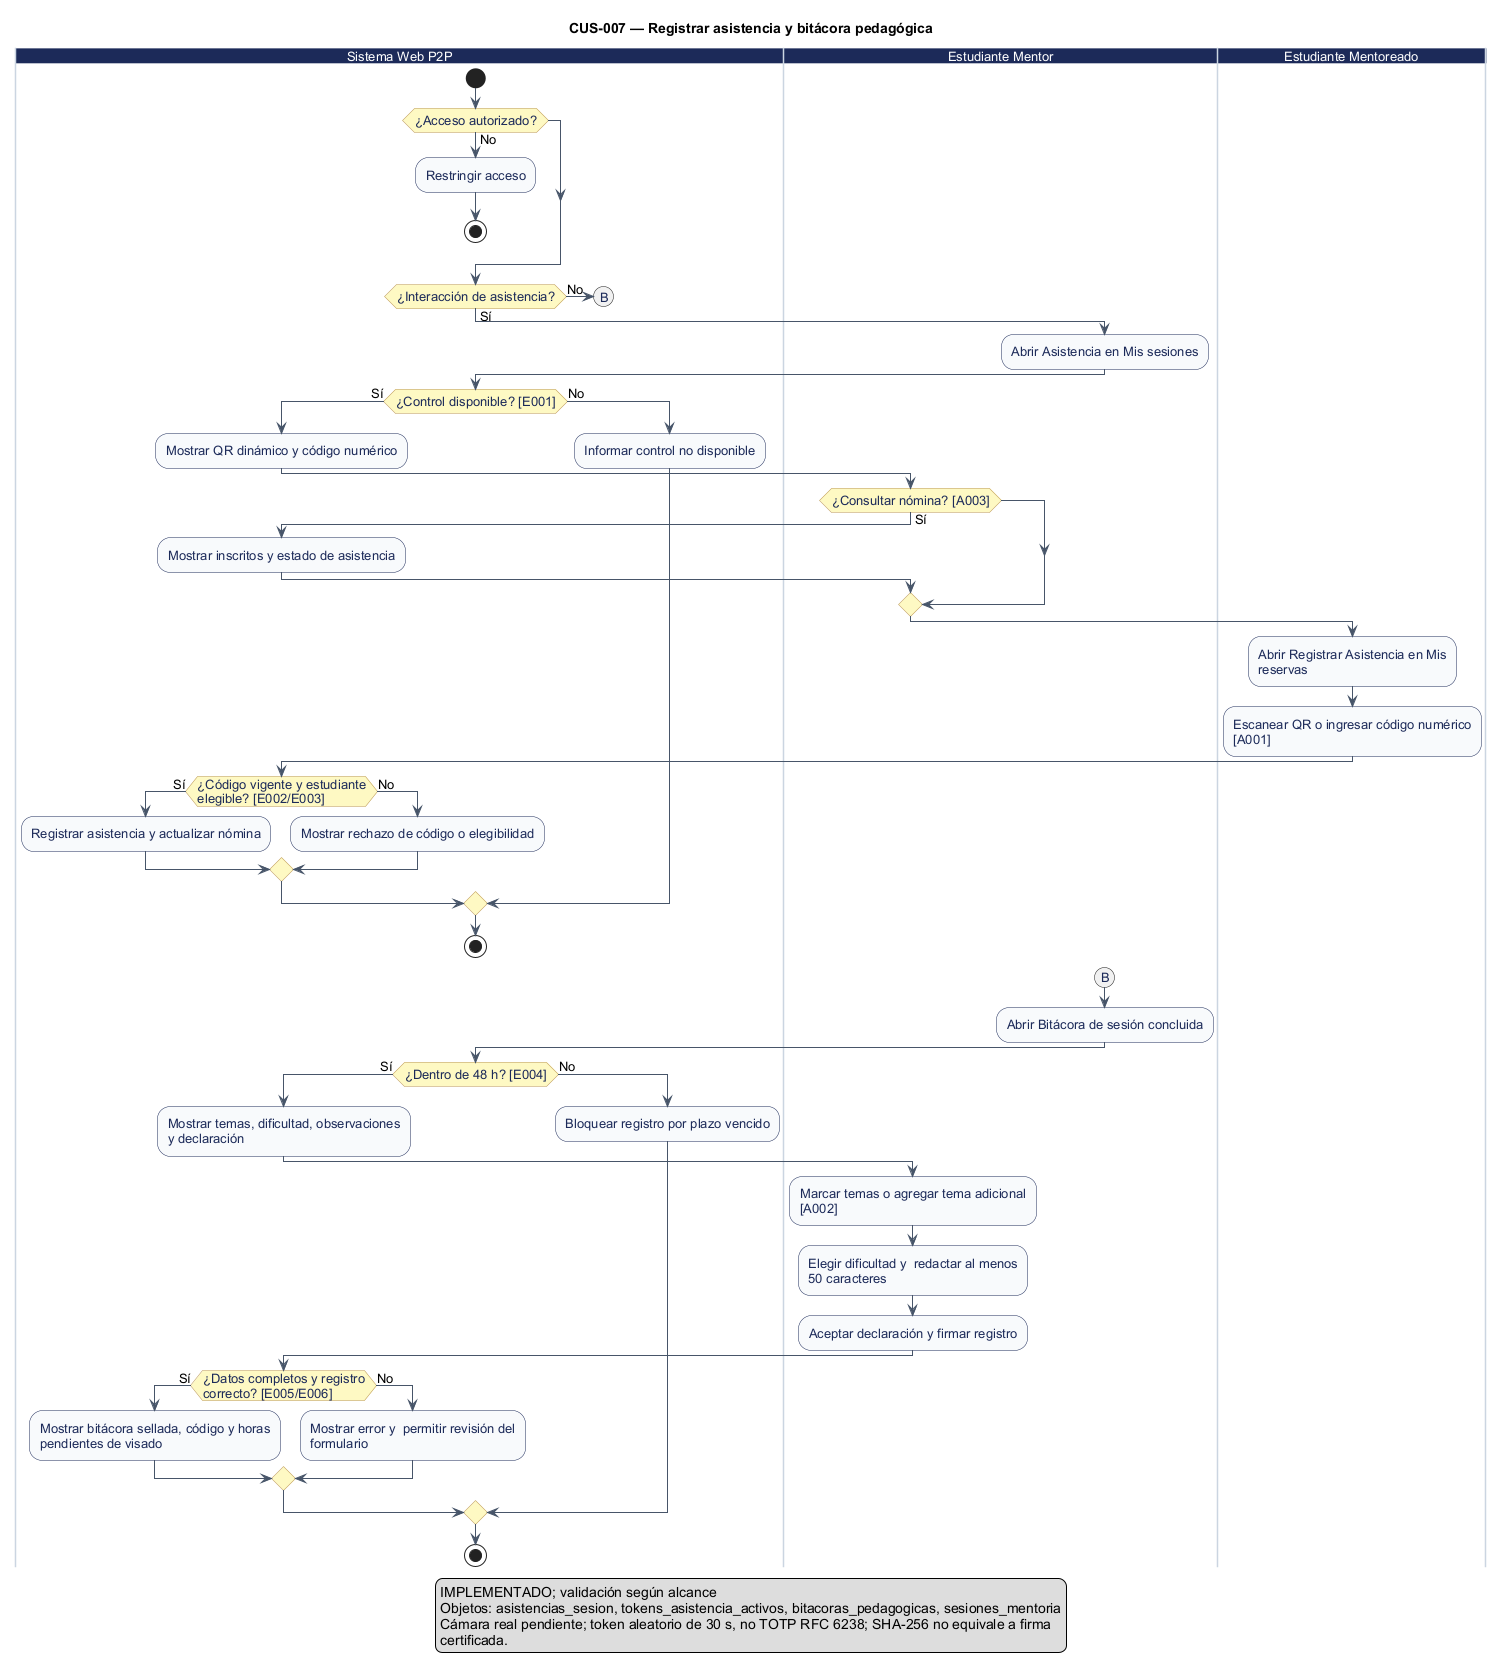 CUS-007 — Registrar asistencia y bitácora pedagógica
Sistema Web P2P
Estudiante Mentor
Estudiante Mentoreado
¿Acceso autorizado?
No
Restringir acceso
¿Interacción de asistencia?
No
B
Sí
Abrir Asistencia en Mis sesiones
Sí
¿Control disponible? [E001]
No
Mostrar QR dinámico y código numérico
Informar control no disponible
¿Consultar nómina? [A003]
Sí
Mostrar inscritos y estado de asistencia
Abrir Registrar Asistencia en Mis
reservas
Escanear QR o ingresar código numérico
[A001]
Sí
¿Código vigente y estudiante
elegible? [E002/E003]
No
Registrar asistencia y actualizar nómina
Mostrar rechazo de código o elegibilidad
B
Abrir Bitácora de sesión concluida
Sí
¿Dentro de 48 h? [E004]
No
Mostrar temas, dificultad, observaciones
y declaración
Bloquear registro por plazo vencido
Marcar temas o agregar tema adicional
[A002]
Elegir dificultad y  redactar al menos
50 caracteres
Aceptar declaración y firmar registro
Sí
¿Datos completos y registro
correcto? [E005/E006]
No
Mostrar bitácora sellada, código y horas
pendientes de visado
Mostrar error y  permitir revisión del
formulario
IMPLEMENTADO; validación según alcance
Objetos: asistencias_sesion, tokens_asistencia_activos, bitacoras_pedagogicas, sesiones_mentoria
Cámara real pendiente; token aleatorio de 30 s, no TOTP RFC 6238; SHA-256 no equivale a firma
certificada.